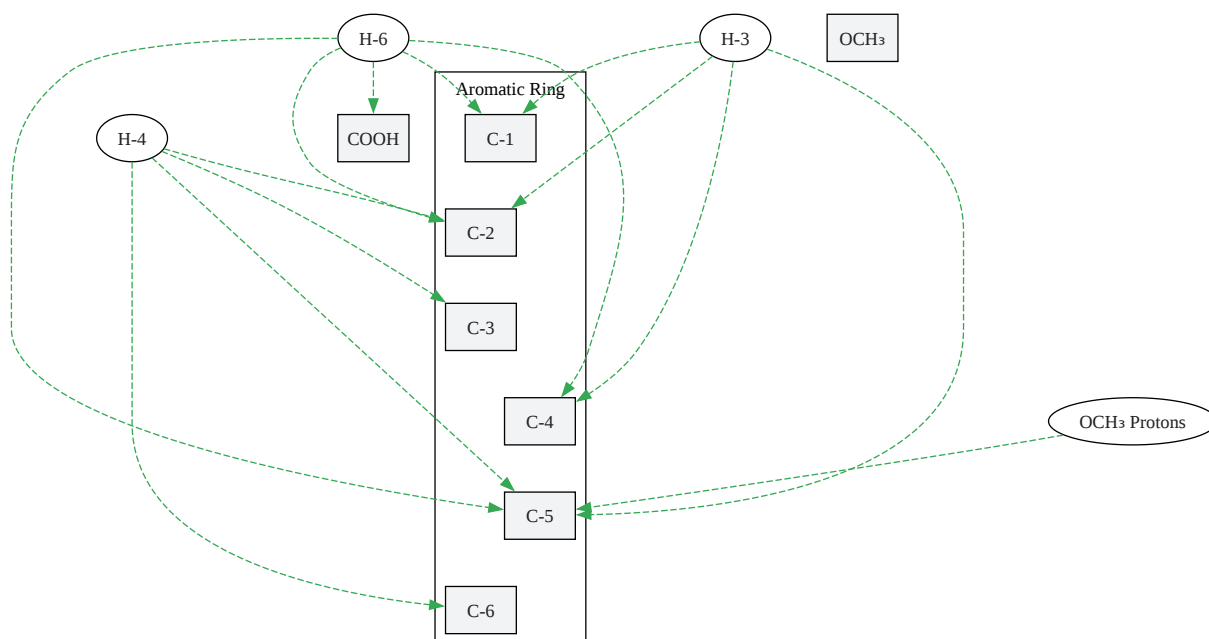 H-6
H-3
OCH₃
Aromatic Ring
H-4
COOH
C-1
C-2
C-3
C-4
OCH₃ Protons
C-5
C-6